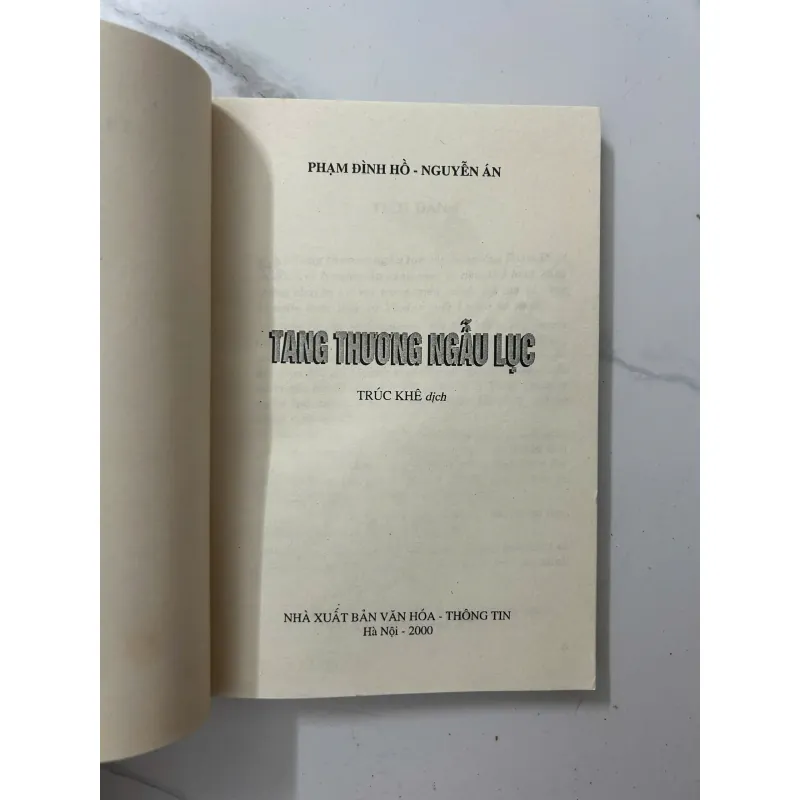 PHẠM ĐÌNH HỒ - NGUYỄN ÁN
TANG THƯƠNG NGẪU LỤC
TRÚC KHÊ dịch
NHÀ XUẤT BẢN VĂN HÓA - THÔNG TIN
Hà Nội - 2000